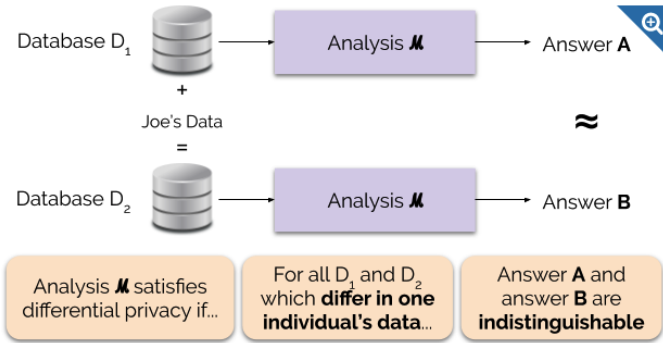 Database D₁
Analysis 𝓜
Answer A
+
Joe's Data
=
≈
Database D₂
Analysis 𝓜
Answer B
Analysis 𝓜 satisfies
differential privacy if...
For all D₁ and D₂
which differ in one
individual's data...
Answer A and
answer B are
indistinguishable